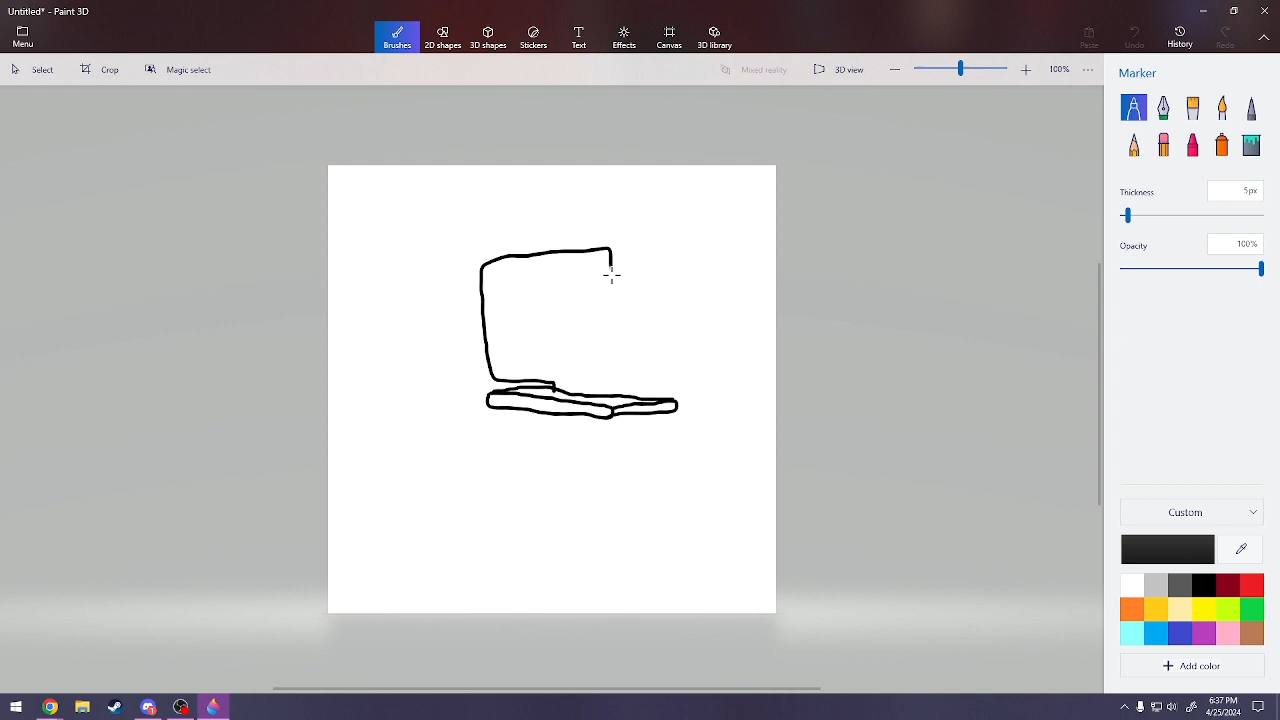 Untitled* - Paint 3D
Menu
Brushes
2D shapes
3D shapes
Stickers
Text
Effects
Canvas
3D library
Paste
Undo
History
Redo
Select
Crop
Magic select
Mixed reality
3D view
100%
Marker
Thickness
5px
Opacity
100%
Custom
Add color
6:37 PM
4/25/2024